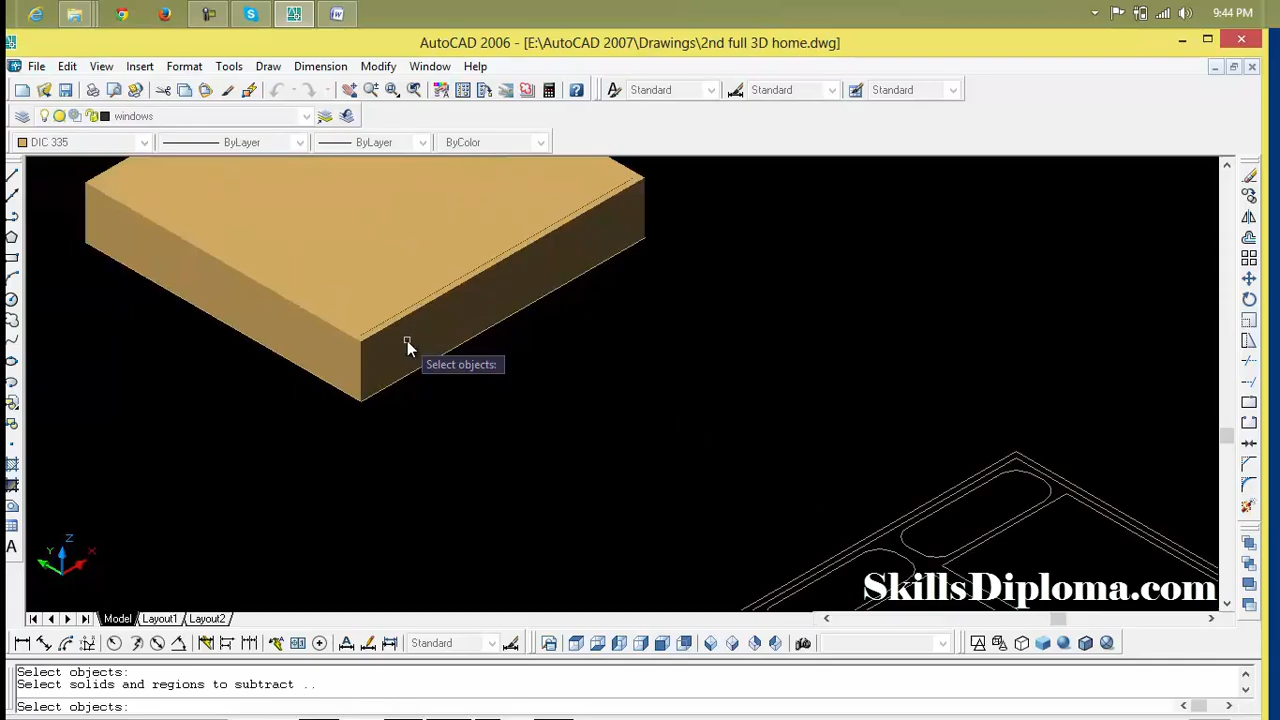 9:44 PM
AutoCAD 2006 - [E:\AutoCAD 2007\Drawings\2nd full 3D home.dwg]
File Edit View Insert Format Tools Draw Dimension Modify Window Help
Standard Standard Standard
windows
DIC 335 ByLayer ByLayer ByColor
Select objects:
Z
Y X
A
SkillsDiploma.com
Model Layout1 Layout2
Standard
Select objects:
Select solids and regions to subtract ..
Select objects: